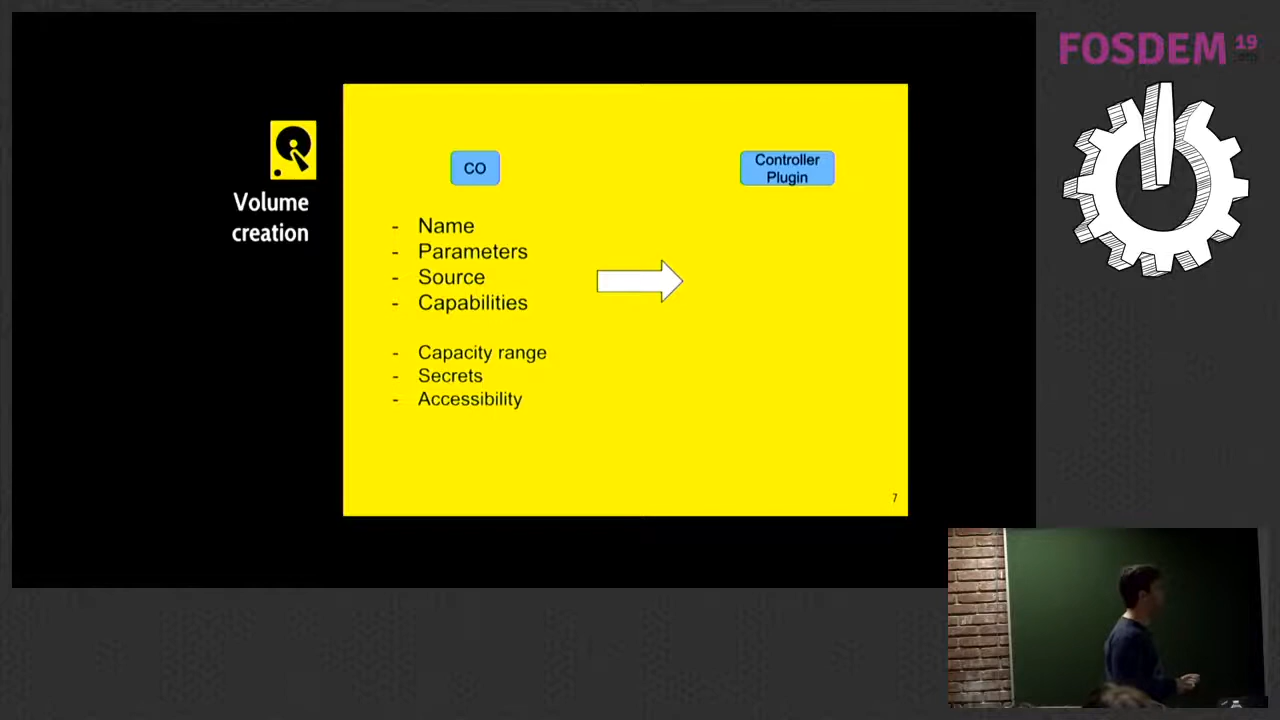 FOSDEM 19
Volume
creation
CO
Controller
Plugin
- Name
- Parameters
- Source
- Capabilities
- Capacity range
- Secrets
- Accessibility
7